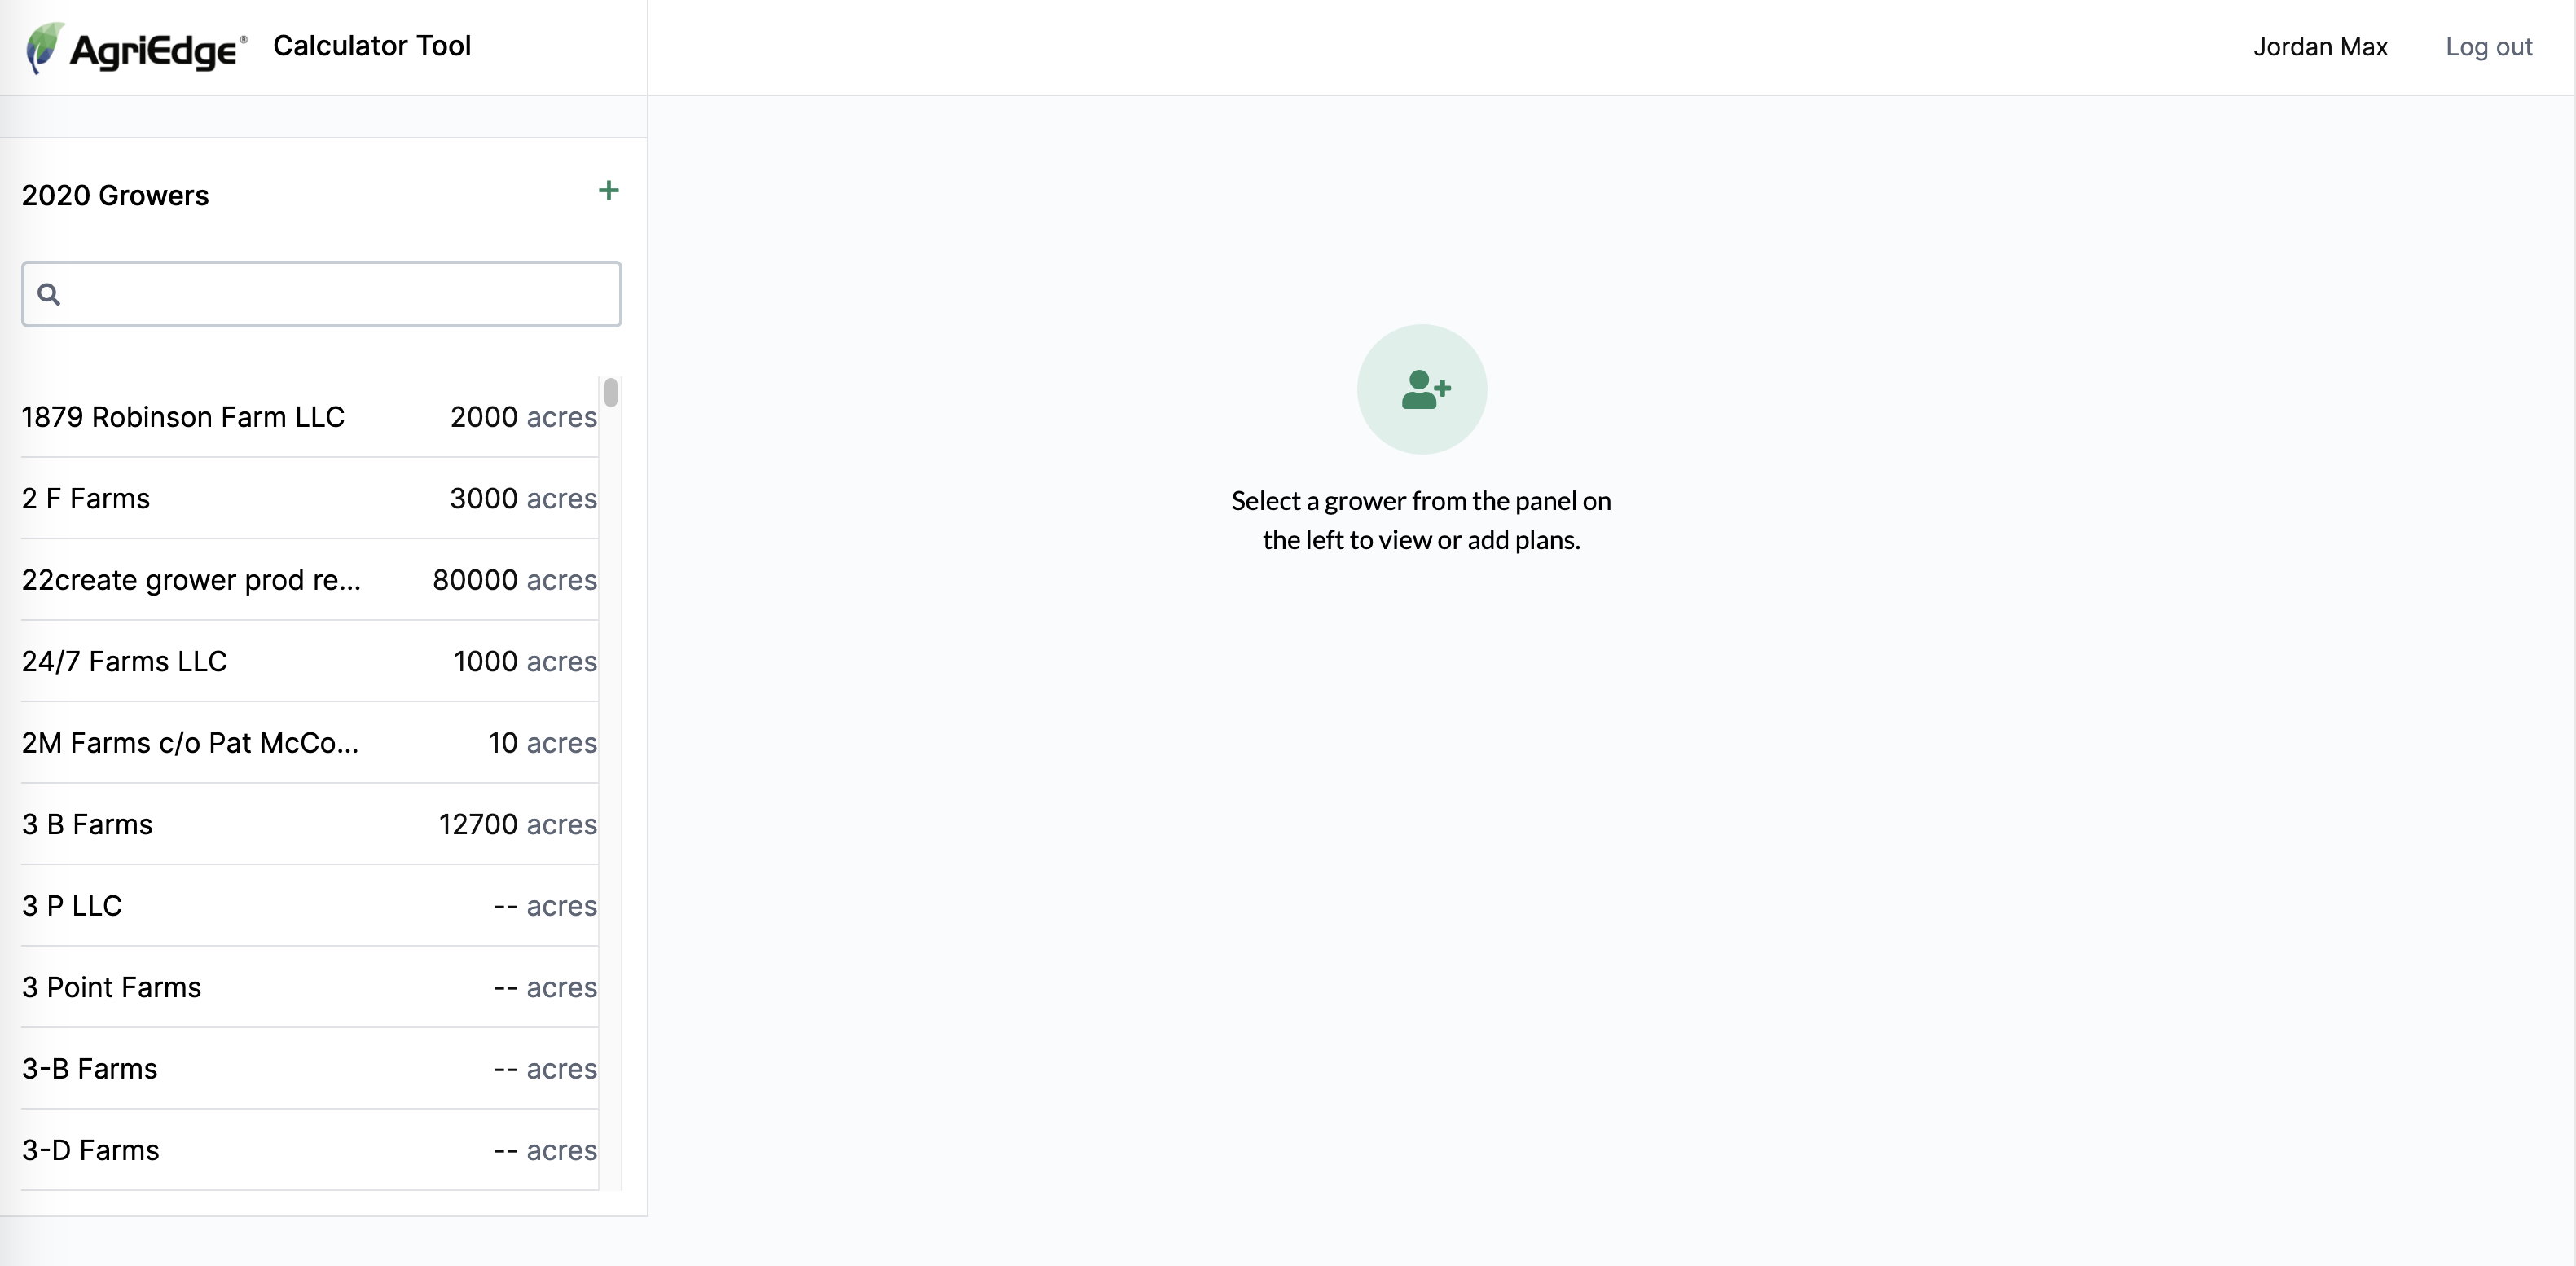 AgriEdge® Calculator Tool
Jordan Max Log out
2020 Growers +
1879 Robinson Farm LLC 2000 acres
2 F Farms 3000 acres
22create grower prod re... 80000 acres
24/7 Farms LLC 1000 acres
2M Farms c/o Pat McCo... 10 acres
3 B Farms 12700 acres
3 P LLC -- acres
3 Point Farms -- acres
3-B Farms -- acres
3-D Farms -- acres
Select a grower from the panel on
the left to view or add plans.